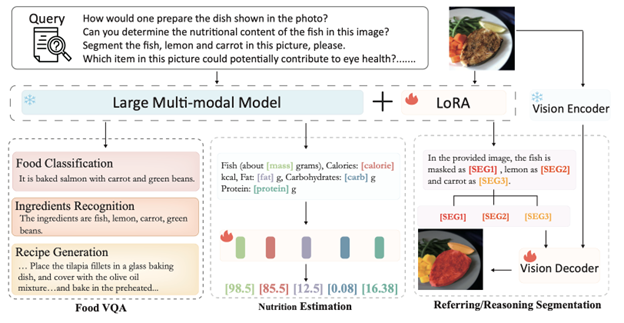 Query
How would one prepare the dish shown in the photo?
Can you determine the nutritional content of the fish in this image?
Segment the fish, lemon and carrot in this picture, please.
Which item in this picture could potentially contribute to eye health?.......
Large Multi-modal Model
+
LoRA
Vision Encoder
Food Classification
It is baked salmon with carrot and green beans.
Ingredients Recognition
The ingredients are fish, lemon, carrot, green
beans.
Recipe Generation
… Place the tilapia fillets in a glass baking
dish, and cover with the olive oil
mixture…and bake in the preheated...
Food VQA
Fish (about [mass] grams), Calories: [calorie]
kcal, Fat: [fat] g, Carbohydrates: [carb] g
Protein: [protein] g
[98.5] [85.5] [12.5] [0.08] [16.38]
Nutrition Estimation
In the provided image, the fish is
masked as [SEG1] , lemon as [SEG2]
and carrot as [SEG3].
[SEG1] [SEG2] [SEG3]
Vision Decoder
Referring/Reasoning Segmentation